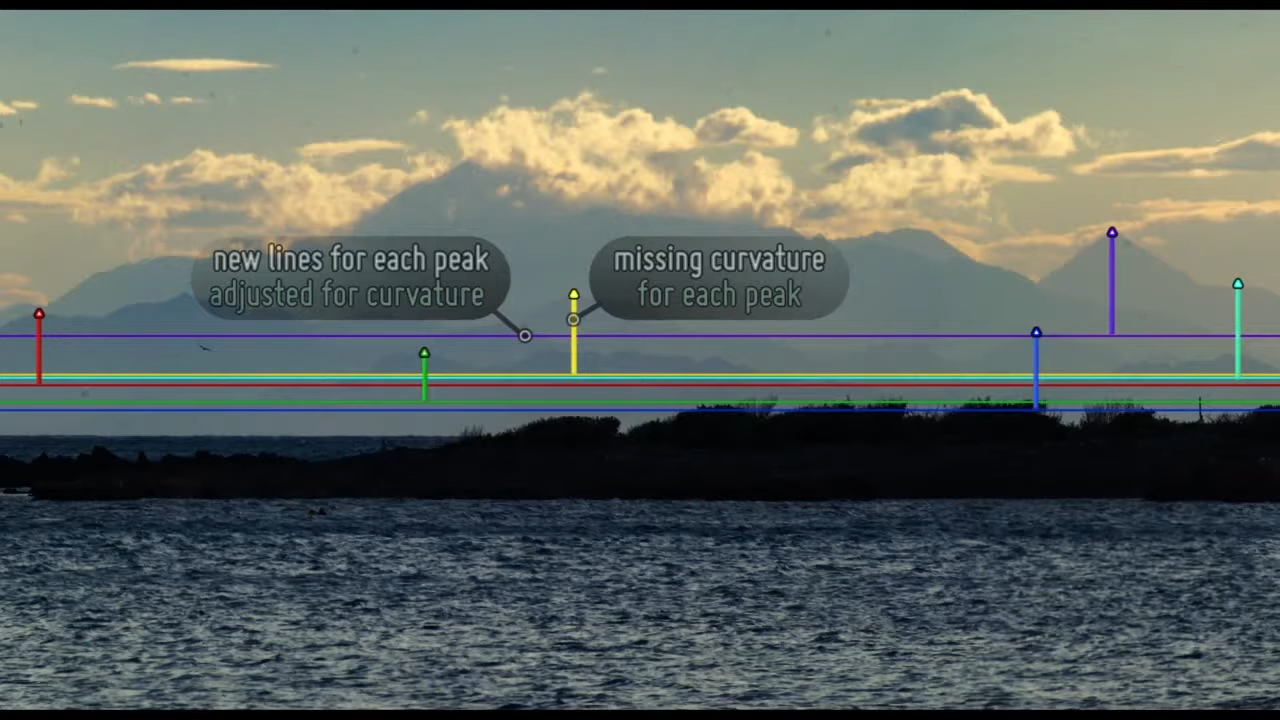 new lines for each peak
adjusted for curvature
missing curvature
for each peak